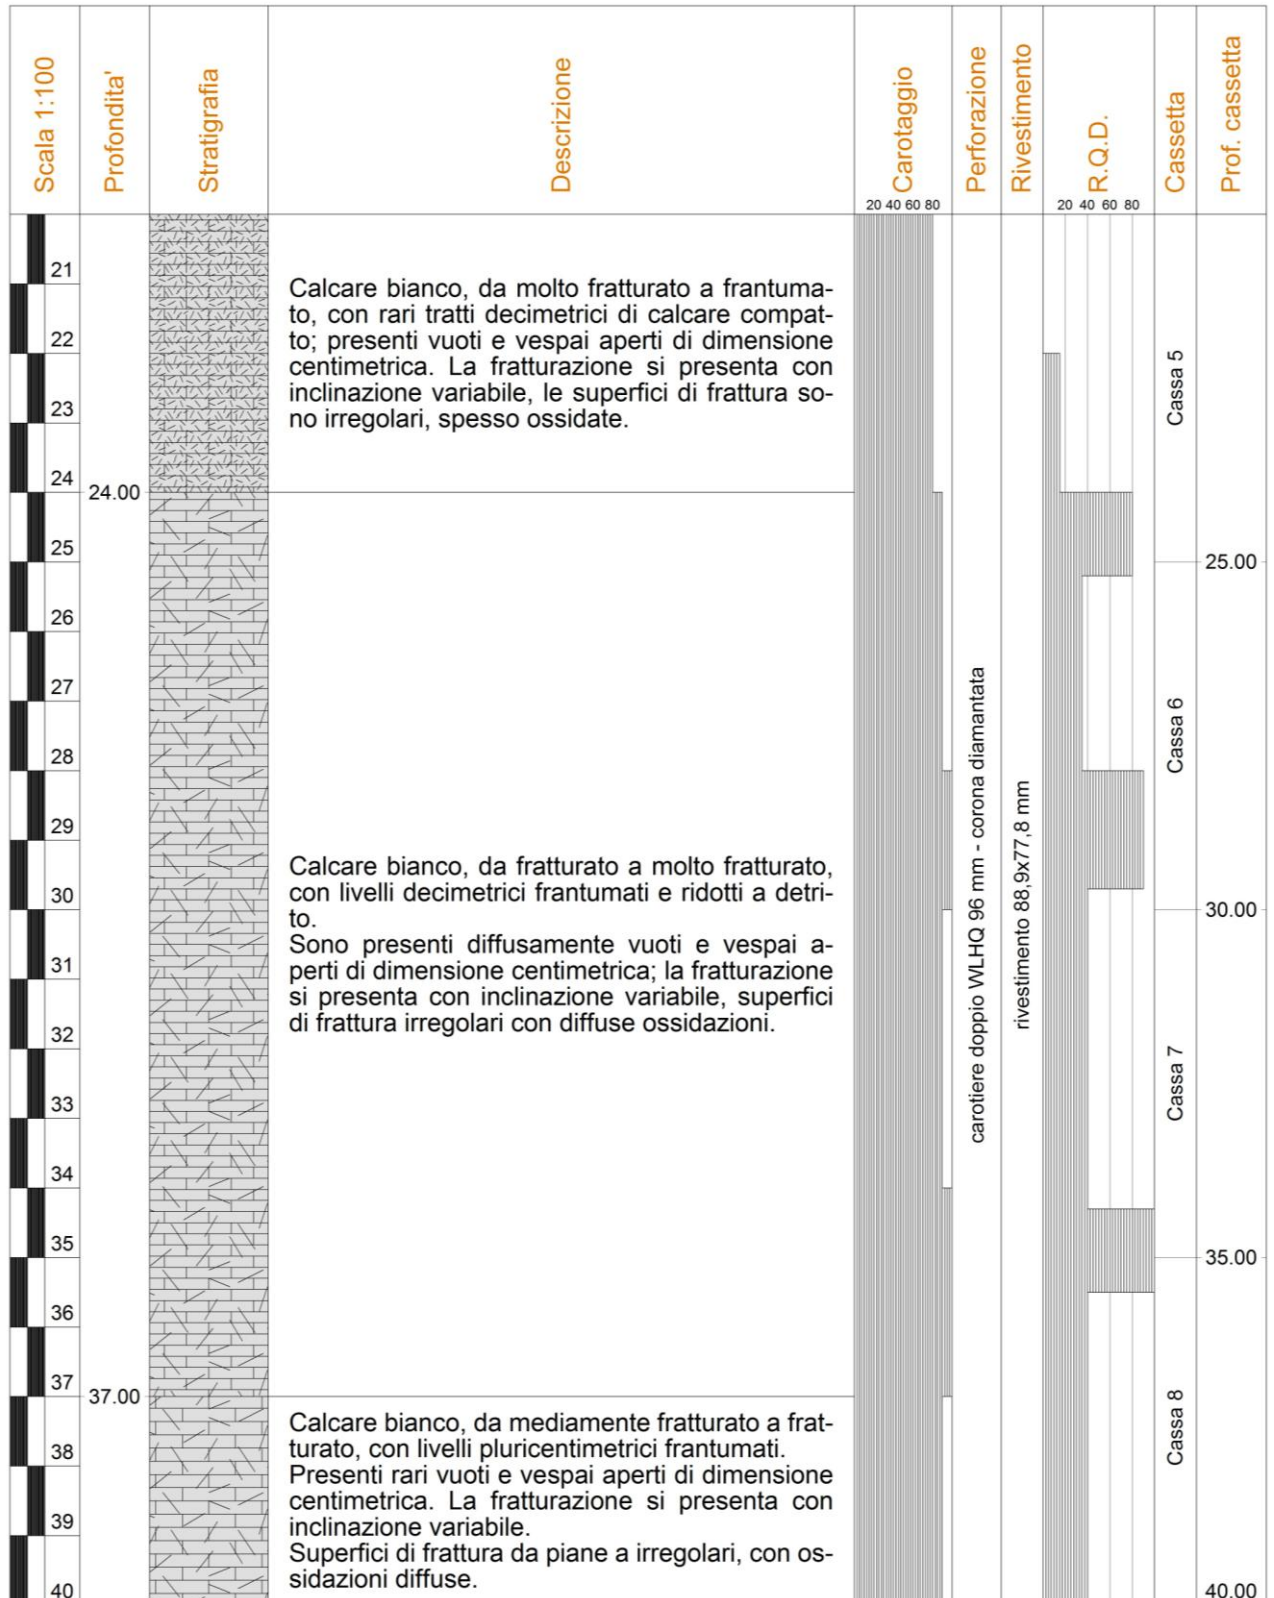 Scala 1:100
Profondita'
Stratigrafia
Descrizione
Carotaggio
Perforazione
Rivestimento
R.Q.D.
Cassetta
Prof. cassetta
20 40 60 80
20 40 60 80
21
22
23
24
25
26
27
28
29
30
31
32
33
34
35
36
37
38
39
40
24.00
37.00
Calcare bianco, da molto fratturato a frantuma-
to, con rari tratti decimetrici di calcare compat-
to; presenti vuoti e vespai aperti di dimensione
centimetrica. La fratturazione si presenta con
inclinazione variabile, le superfici di frattura so-
no irregolari, spesso ossidate.
Calcare bianco, da fratturato a molto fratturato,
con livelli decimetrici frantumati e ridotti a detri-
to.
Sono presenti diffusamente vuoti e vespai a-
perti di dimensione centimetrica; la fratturazione
si presenta con inclinazione variabile, superfici
di frattura irregolari con diffuse ossidazioni.
Calcare bianco, da mediamente fratturato a frat-
turato, con livelli pluricentimetrici frantumati.
Presenti rari vuoti e vespai aperti di dimensione
centimetrica. La fratturazione si presenta con
inclinazione variabile.
Superfici di frattura da piane a irregolari, con os-
sidazioni diffuse.
carotiere doppio WLHQ 96 mm - corona diamantata
rivestimento 88,9x77,8 mm
Cassa 5
Cassa 6
Cassa 7
Cassa 8
25.00
30.00
35.00
40.00